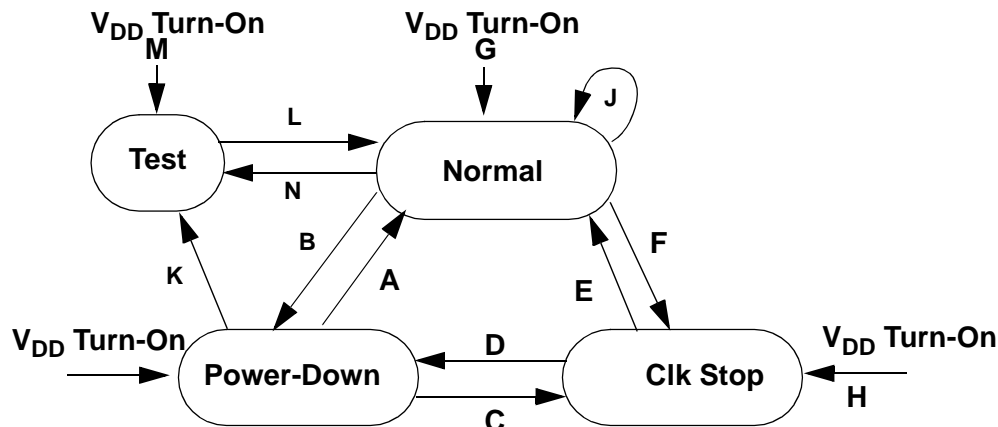 VDD Turn-On
M
VDD Turn-On
G
J
L
Test
Normal
N
B
F
K
A
E
VDD Turn-On
VDD Turn-On
D
Power-Down
Clk Stop
H
C